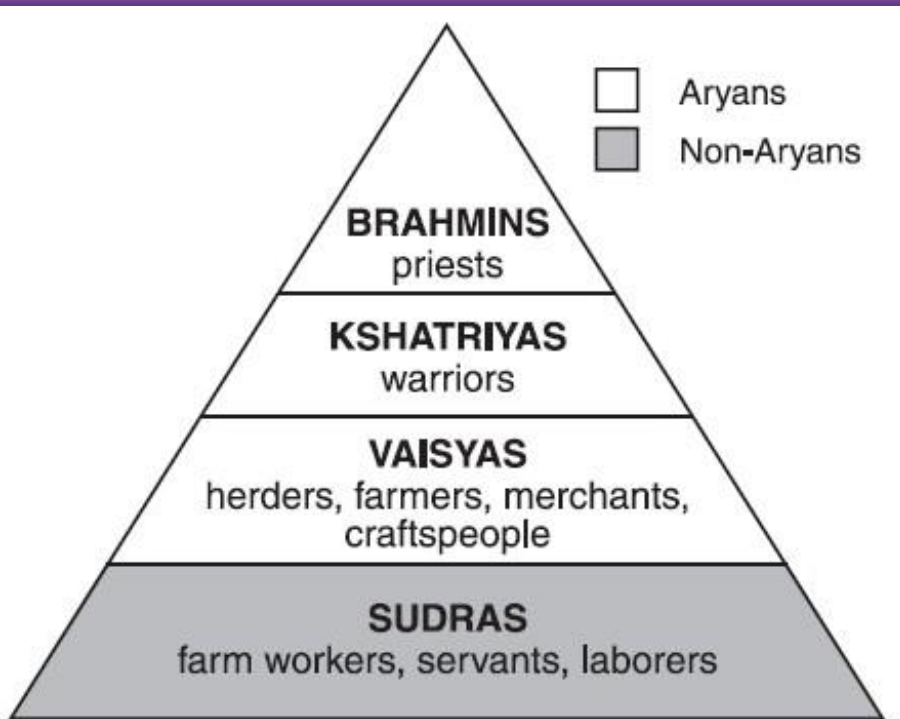 Aryans
Non-Aryans
BRAHMINS
priests
KSHATRIYAS
warriors
VAISYAS
herders, farmers, merchants,
craftspeople
SUDRAS
farm workers, servants, laborers